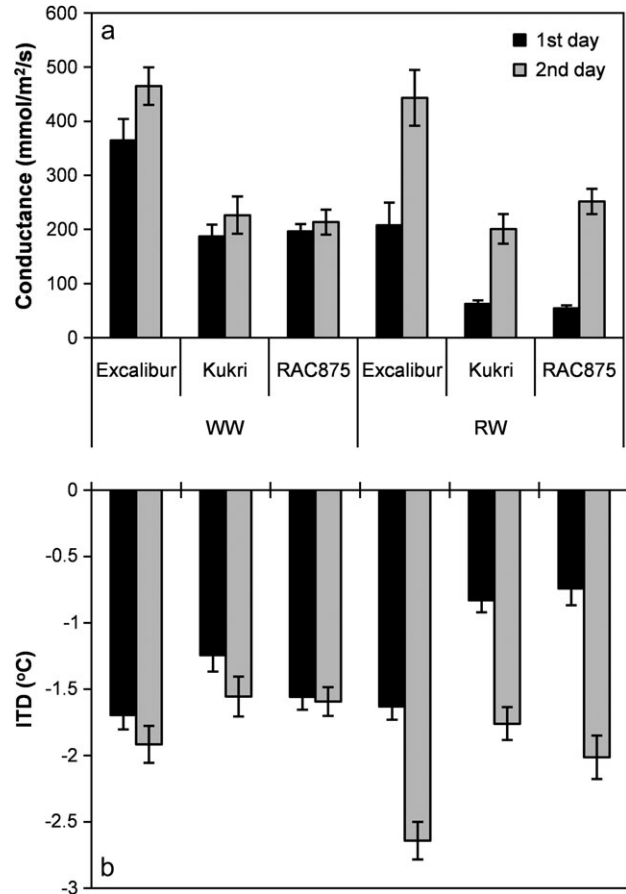 a
1st day
2nd day
Conductance (mmol/m²/s)
600
500
400
300
200
100
0
Excalibur Kukri RAC875 Excalibur Kukri RAC875
WW RW
ITD (°C)
0
-0.5
-1
-1.5
-2
-2.5
-3
b